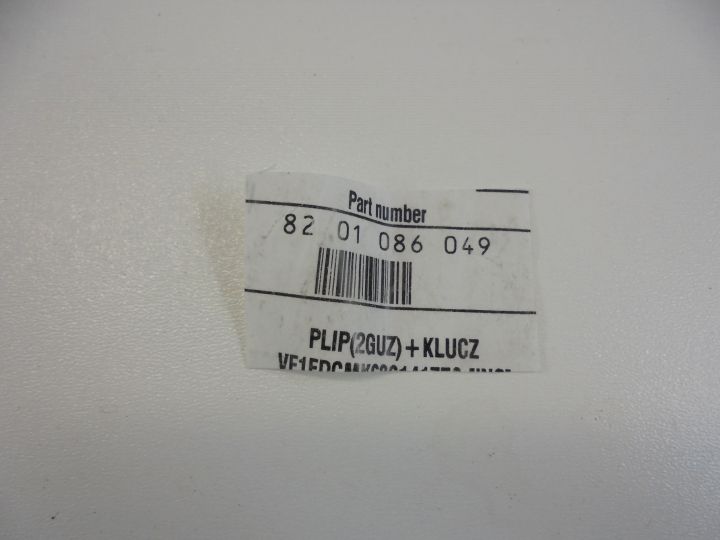 Part number
82 01 086 049
PLIP(2GUZ)+KLUCZ